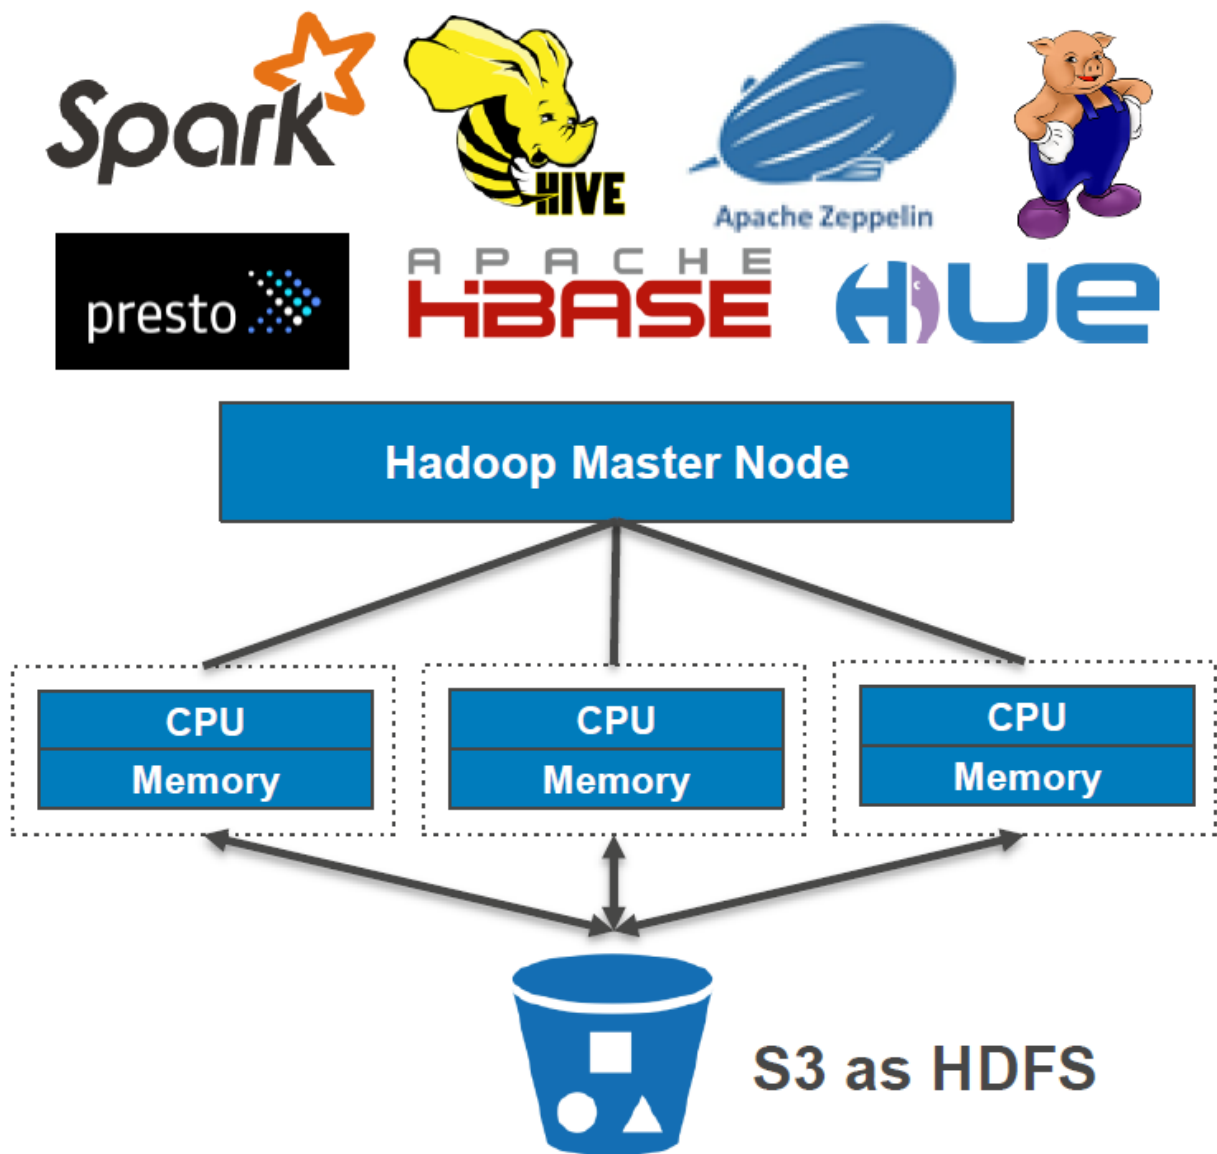 Spark
HIVE
Apache Zeppelin
presto
APACHE
HBASE
HUE
Hadoop Master Node
CPU
Memory
CPU
Memory
CPU
Memory
S3 as HDFS